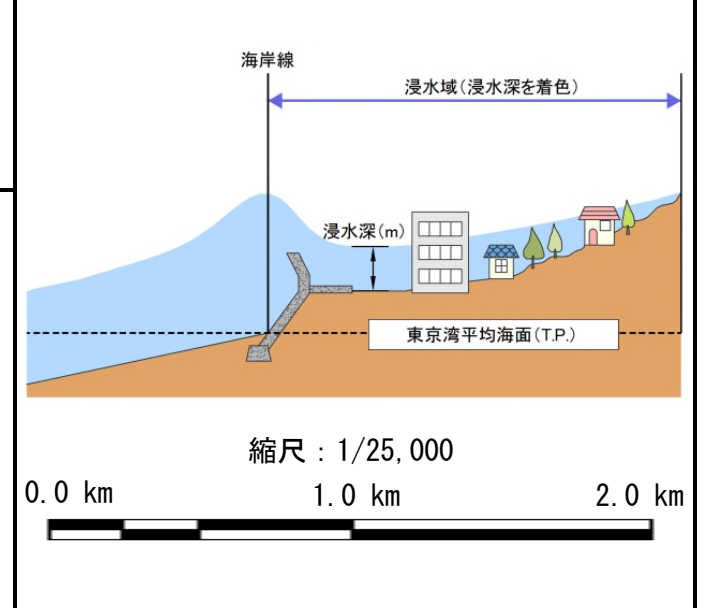 海岸線
浸水域(浸水深を着色)
浸水深(m)
東京湾平均海面(T.P.)
縮尺：1/25,000
0.0 km 1.0 km 2.0 km